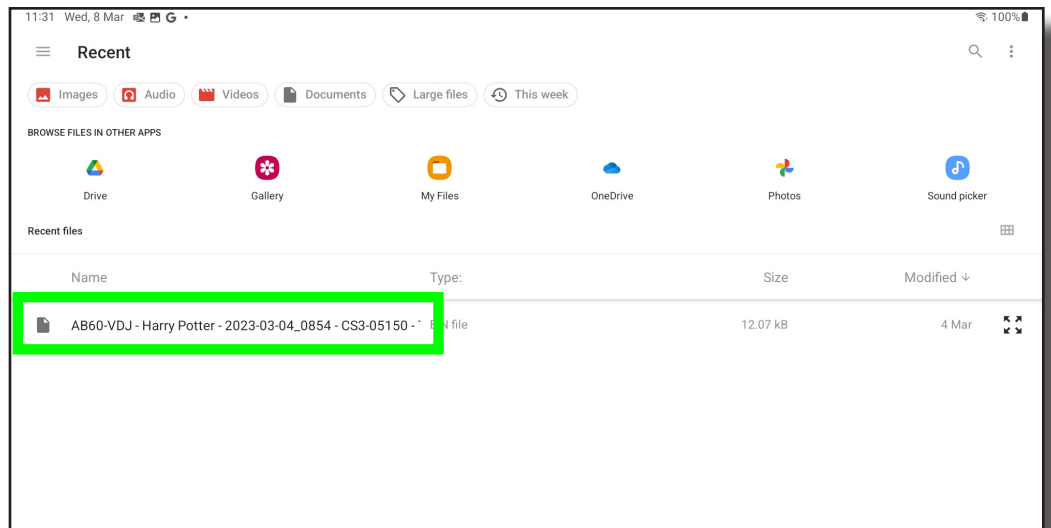 11:31 Wed, 8 Mar G • 100%
Recent
Images Audio Videos Documents Large files This week
BROWSE FILES IN OTHER APPS
Drive Gallery My Files OneDrive Photos Sound picker
Recent files
Name Type: Size Modified
AB60-VDJ - Harry Potter - 2023-03-04_0854 - CS3-05150 - file 12.07 kB 4 Mar